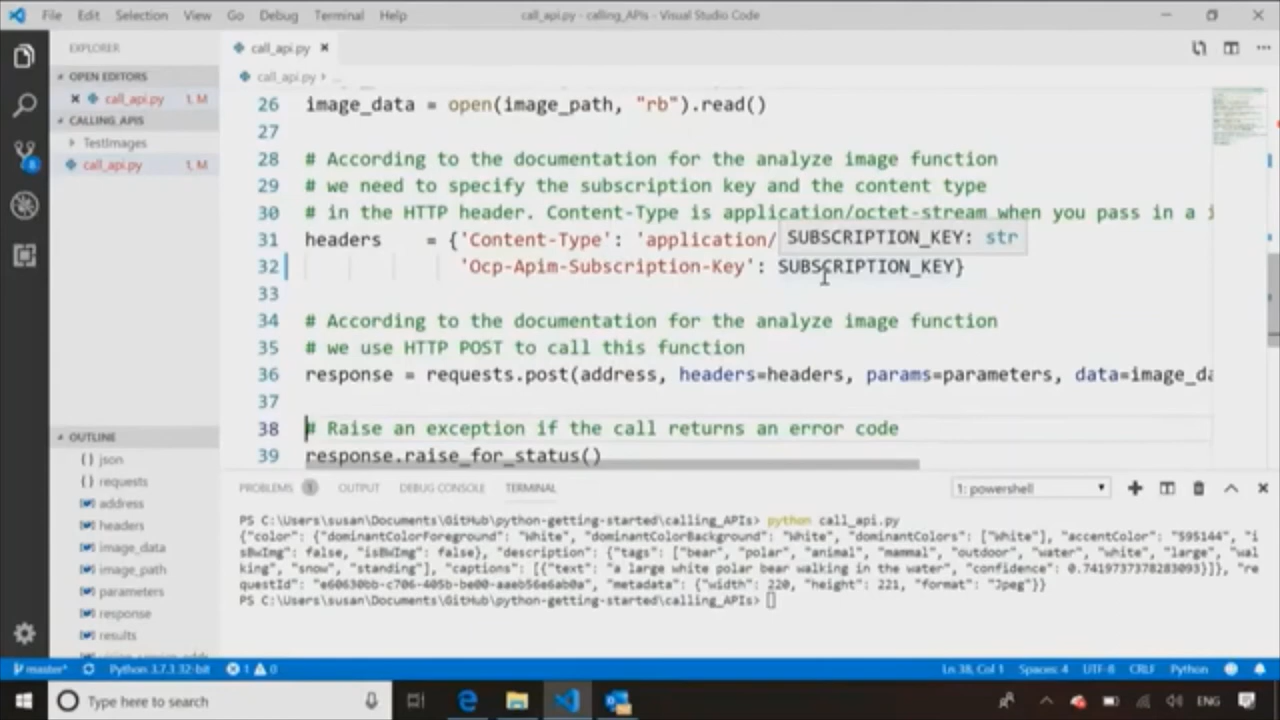 File Edit Selection View Go Debug Terminal Help call_api.py - calling_APIs - Visual Studio Code
EXPLORER
OPEN EDITORS
call_api.py 1, M
CALLING_APIS
TestImages
call_api.py 1, M
OUTLINE
{} json
{} requests
address
headers
image_data
image_path
parameters
response
results
call_api.py
call_api.py ...
26 image_data = open(image_path, "rb").read()
27
28 # According to the documentation for the analyze image function
29 # we need to specify the subscription key and the content type
30 # in the HTTP header. Content-Type is application/octet-stream when you pass in a i
31 headers = {'Content-Type': 'application/
SUBSCRIPTION_KEY: str
32 'Ocp-Apim-Subscription-Key': SUBSCRIPTION_KEY}
33
34 # According to the documentation for the analyze image function
35 # we use HTTP POST to call this function
36 response = requests.post(address, headers=headers, params=parameters, data=image_da
37
38 # Raise an exception if the call returns an error code
39 response.raise_for_status()
PROBLEMS 1 OUTPUT DEBUG CONSOLE TERMINAL 1: powershell
PS C:\Users\susan\Documents\GitHub\python-getting-started\calling_APIs> python call_api.py
{"color": {"dominantColorForeground": "White", "dominantColorBackground": "White", "dominantColors": ["White"], "accentColor": "595144", "i
sBwImg": false, "isBWImg": false}, "description": {"tags": ["bear", "polar", "animal", "mammal", "outdoor", "water", "white", "large", "wal
king", "snow", "standing"], "captions": [{"text": "a large white polar bear walking in the water", "confidence": 0.7419737378283093}]}, "re
questId": "e60630bb-c706-405b-be00-aaeb56e6ab0a", "metadata": {"width": 220, "height": 221, "format": "Jpeg"}}
PS C:\Users\susan\Documents\GitHub\python-getting-started\calling_APIs>
master* Python 3.7.3 32-bit 1 0 Ln 38, Col 1 Spaces: 4 UTF-8 CRLF Python
Type here to search ENG